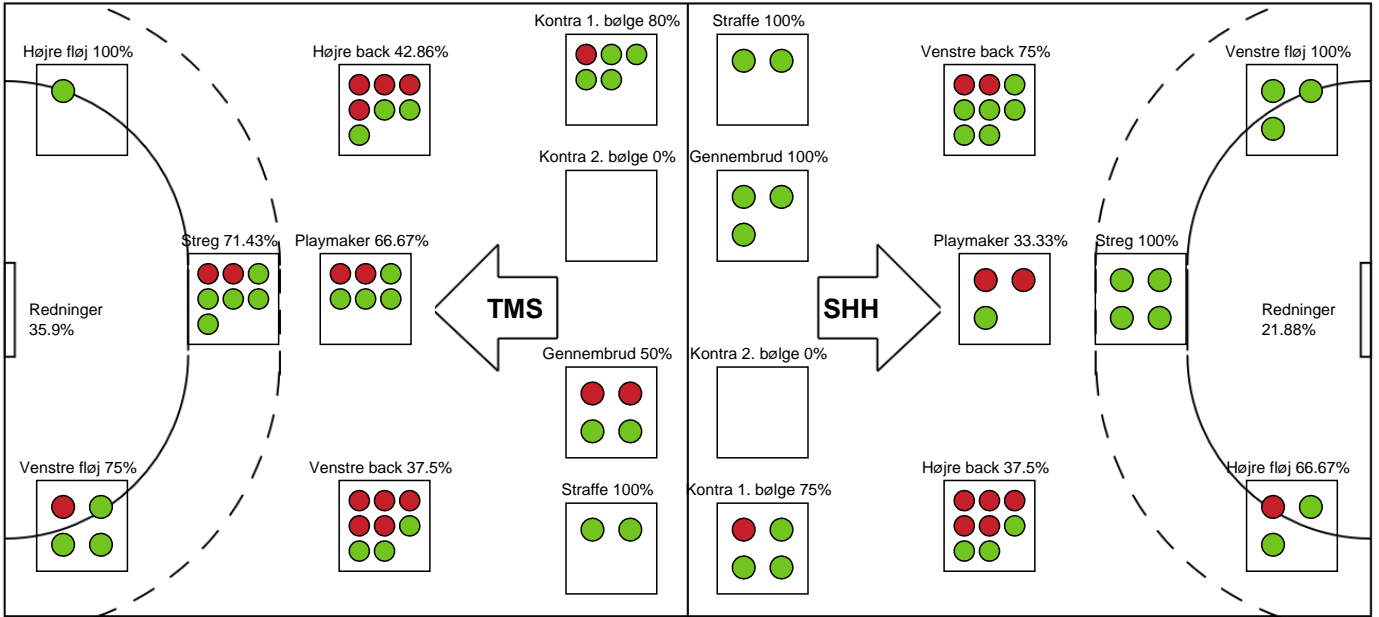 Kontra 1. bølge 80%
Straffe 100%
Højre fløj 100%
Højre back 42.86%
Venstre back 75%
Venstre fløj 100%
Kontra 2. bølge 0%
Gennembrud 100%
Streg 71.43%
Playmaker 66.67%
Playmaker 33.33%
Streg 100%
Redninger
35.9%
TMS
SHH
Redninger
21.88%
Gennembrud 50%
Kontra 2. bølge 0%
Venstre fløj 75%
Venstre back 37.5%
Højre back 37.5%
Højre fløj 66.67%
Straffe 100%
Kontra 1. bølge 75%